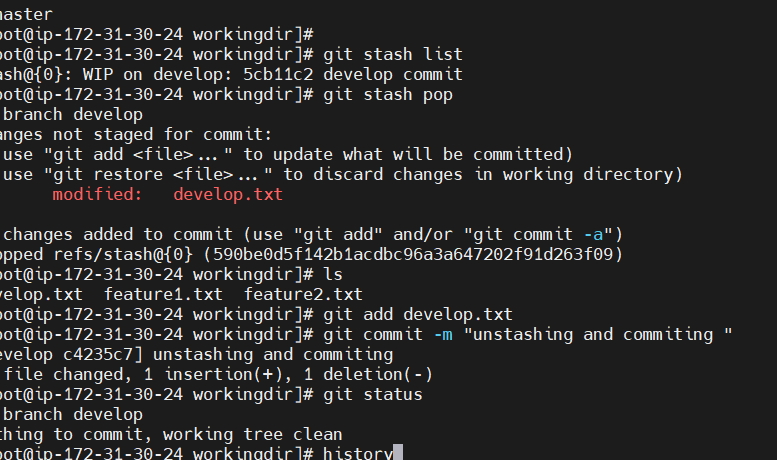 master
oot@ip-172-31-30-24 workingdir]#
oot@ip-172-31-30-24 workingdir]# git stash list
ash@{0}: WIP on develop: 5cb11c2 develop commit
oot@ip-172-31-30-24 workingdir]# git stash pop
branch develop
anges not staged for commit:
use "git add <file>..." to update what will be committed)
use "git restore <file>..." to discard changes in working directory)
modified:   develop.txt
changes added to commit (use "git add" and/or "git commit -a")
opped refs/stash@{0} (590be0d5f142b1acdbc96a3a647202f91d263f09)
oot@ip-172-31-30-24 workingdir]# ls
velop.txt  feature1.txt  feature2.txt
oot@ip-172-31-30-24 workingdir]# git add develop.txt
oot@ip-172-31-30-24 workingdir]# git commit -m "unstashing and commiting "
evelop c4235c7] unstashing and commiting
file changed, 1 insertion(+), 1 deletion(-)
oot@ip-172-31-30-24 workingdir]# git status
branch develop
thing to commit, working tree clean
oot@ip-172-31-30-24 workingdir]# history